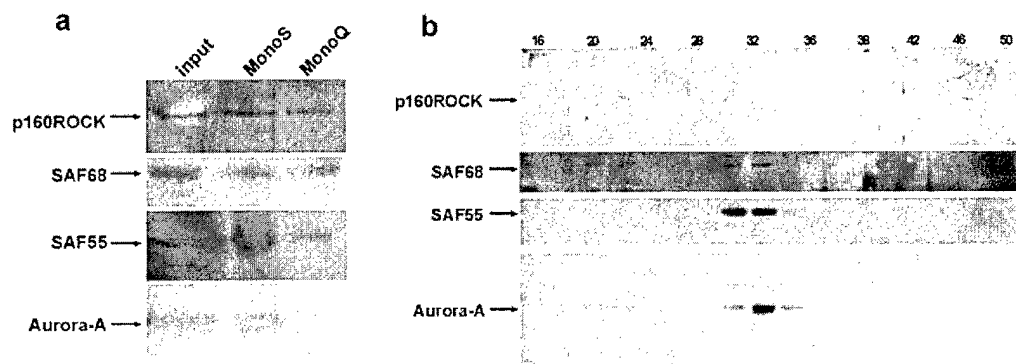 a
input MonoS MonoQ
p160ROCK
SAF68
SAF55
Aurora-A
b
16 20 24 28 32 36 38 42 46 50
p160ROCK
SAF68
SAF55
Aurora-A